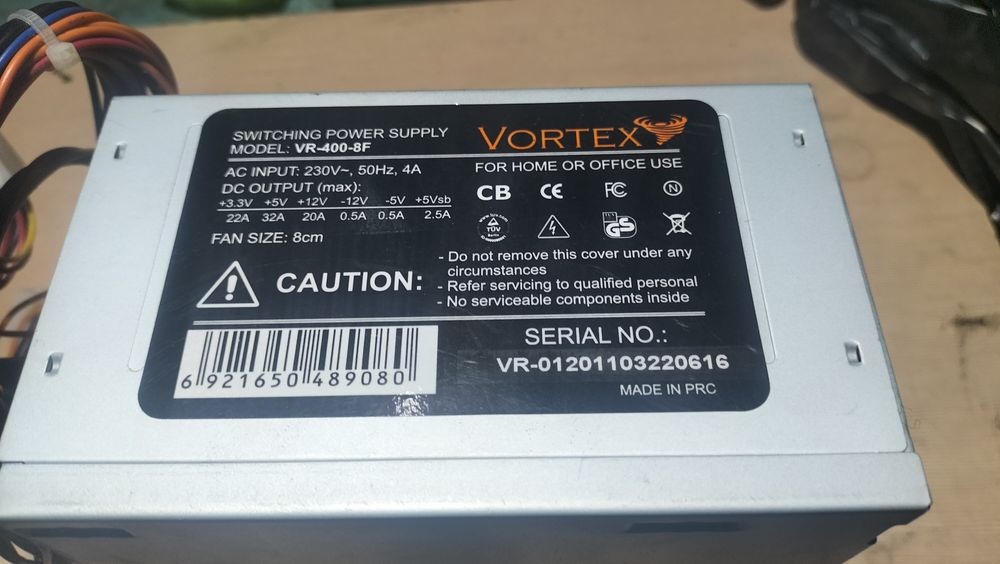 SWITCHING POWER SUPPLY
MODEL: VR-400-8F
VORTEX
FOR HOME OR OFFICE USE
AC INPUT: 230V~, 50Hz, 4A
DC OUTPUT (max):
+3.3V +5V +12V -12V -5V +5Vsb
22A 32A 20A 0.5A 0.5A 2.5A
FAN SIZE: 8cm
CB CE FC N
TÜV
GS
CAUTION:
- Do not remove this cover under any
circumstances
- Refer servicing to qualified personal
- No serviceable components inside
6 921650 489080
SERIAL NO.:
VR-01201103220616
MADE IN PRC